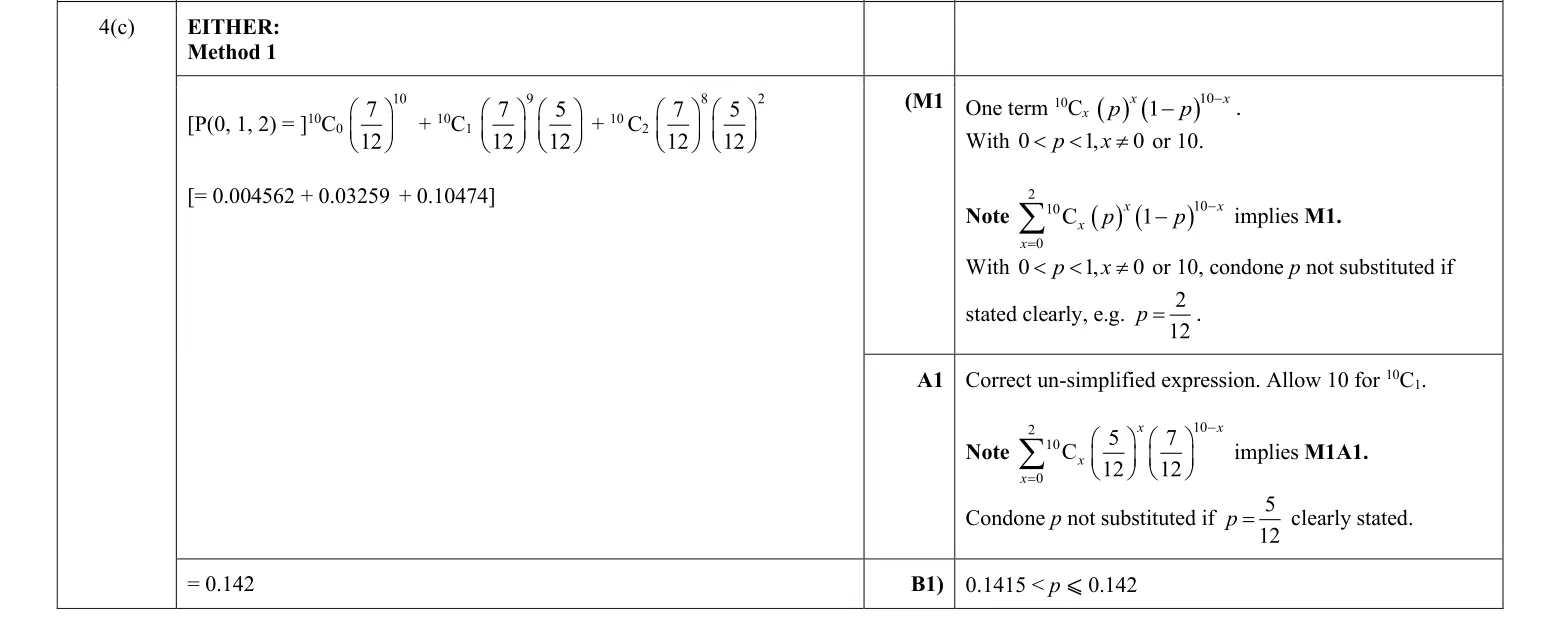 4(c)
EITHER:
Method 1
[P(0, 1, 2) = ]¹⁰C₀ (7/12)¹⁰ + ¹⁰C₁ (7/12)⁹ (5/12) + ¹⁰C₂ (7/12)⁸ (5/12)²
[= 0.004562 + 0.03259 + 0.10474]
(M1
One term ¹⁰Cₓ (p)ˣ (1 – p)¹⁰⁻ˣ .
With 0 < p < 1, x ≠ 0 or 10.
Note ∑_{x=0}^{2} ¹⁰Cₓ (p)ˣ (1 – p)¹⁰⁻ˣ implies M1.
With 0 < p < 1, x ≠ 0 or 10, condone p not substituted if
stated clearly, e.g. p = 2/12 .
A1
Correct un-simplified expression. Allow 10 for ¹⁰C₁.
Note ∑_{x=0}^{2} ¹⁰Cₓ (5/12)ˣ (7/12)¹⁰⁻ˣ implies M1A1.
Condone p not substituted if p = 5/12 clearly stated.
= 0.142
B1)
0.1415 < p ⩽ 0.142